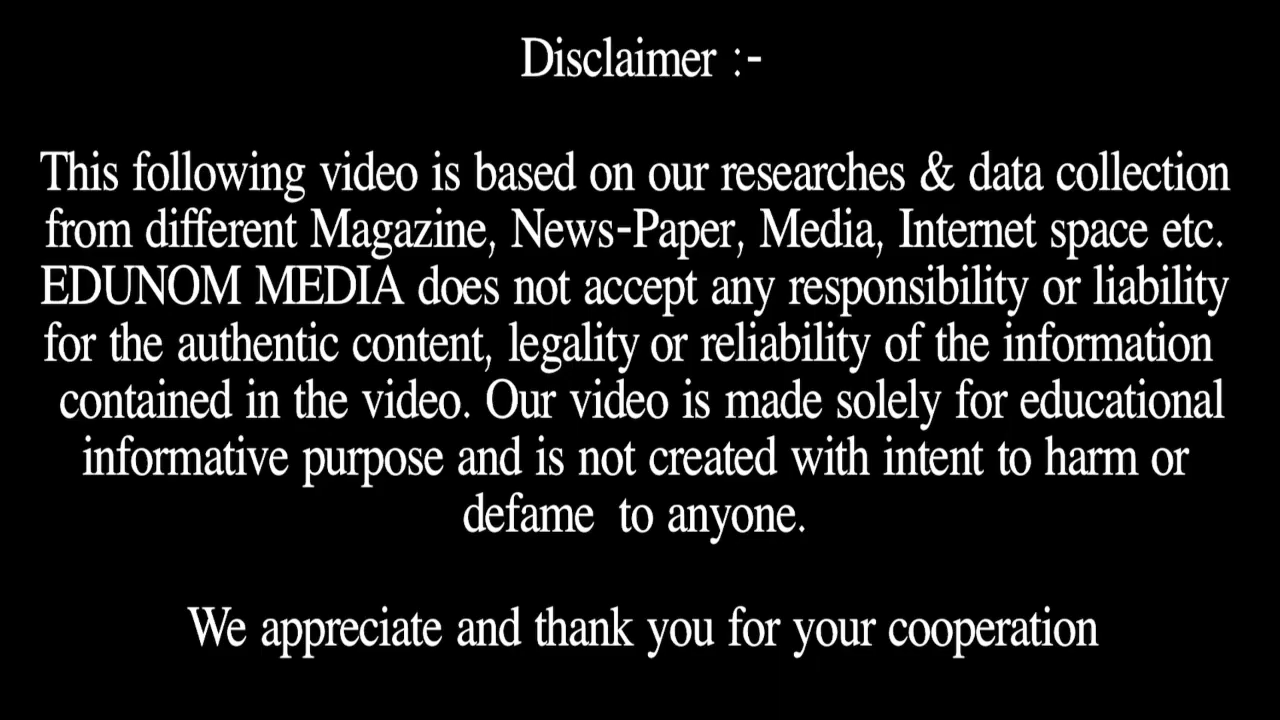 Disclaimer :-
This following video is based on our researches & data collection
from different Magazine, News-Paper, Media, Internet space etc.
EDUNOM MEDIA does not accept any responsibility or liability
for the authentic content, legality or reliability of the information
contained in the video. Our video is made solely for educational
informative purpose and is not created with intent to harm or
defame to anyone.
We appreciate and thank you for your cooperation